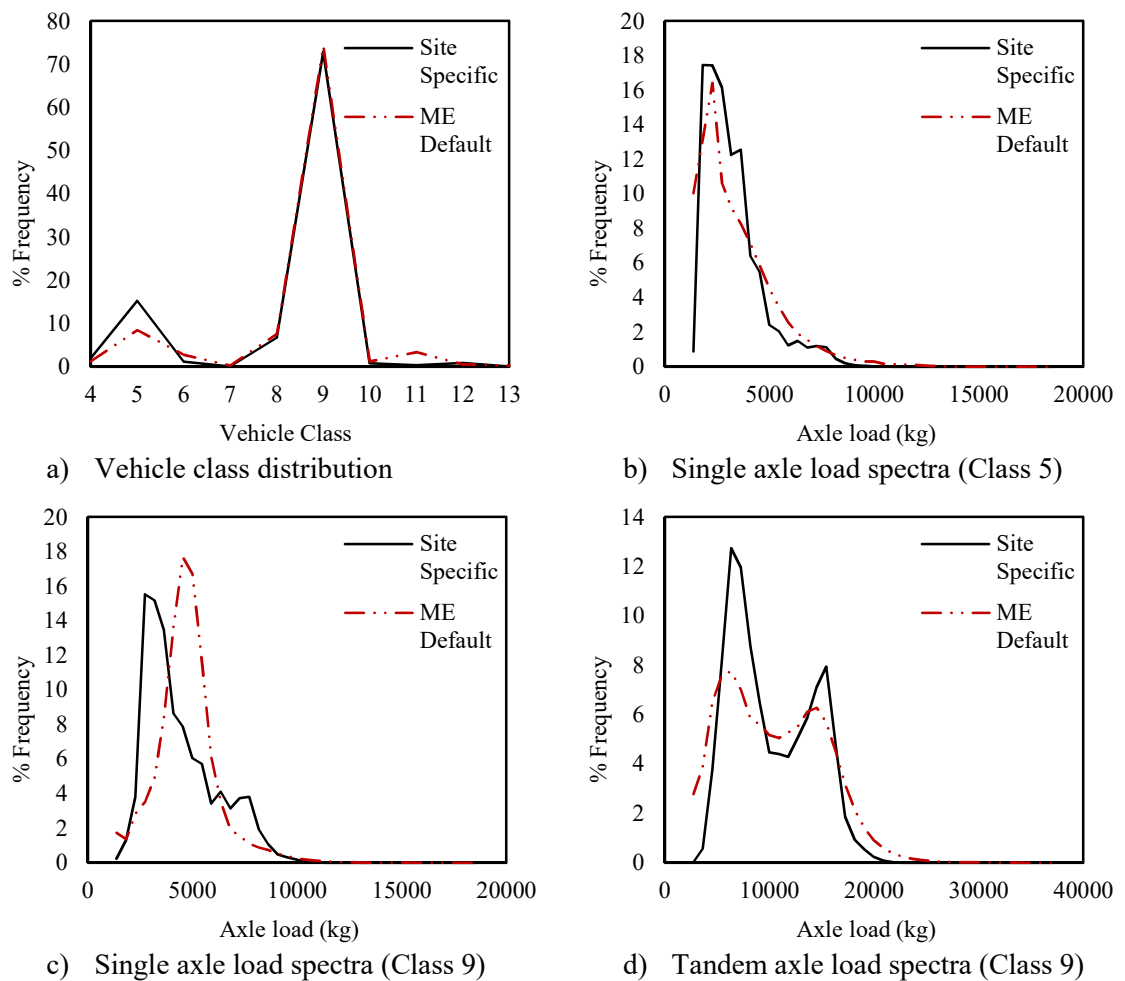 80
70
60
50
40
30
20
10
0
% Frequency
4 5 6 7 8 9 10 11 12 13
Vehicle Class
Site
Specific
ME
Default
a) Vehicle class distribution
20
18
16
14
12
10
8
6
4
2
0
% Frequency
0 5000 10000 15000 20000
Axle load (kg)
Site
Specific
ME
Default
b) Single axle load spectra (Class 5)
20
18
16
14
12
10
8
6
4
2
0
% Frequency
0 5000 10000 15000 20000
Axle load (kg)
Site
Specific
ME
Default
c) Single axle load spectra (Class 9)
14
12
10
8
6
4
2
0
% Frequency
0 10000 20000 30000 40000
Axle load (kg)
Site
Specific
ME
Default
d) Tandem axle load spectra (Class 9)